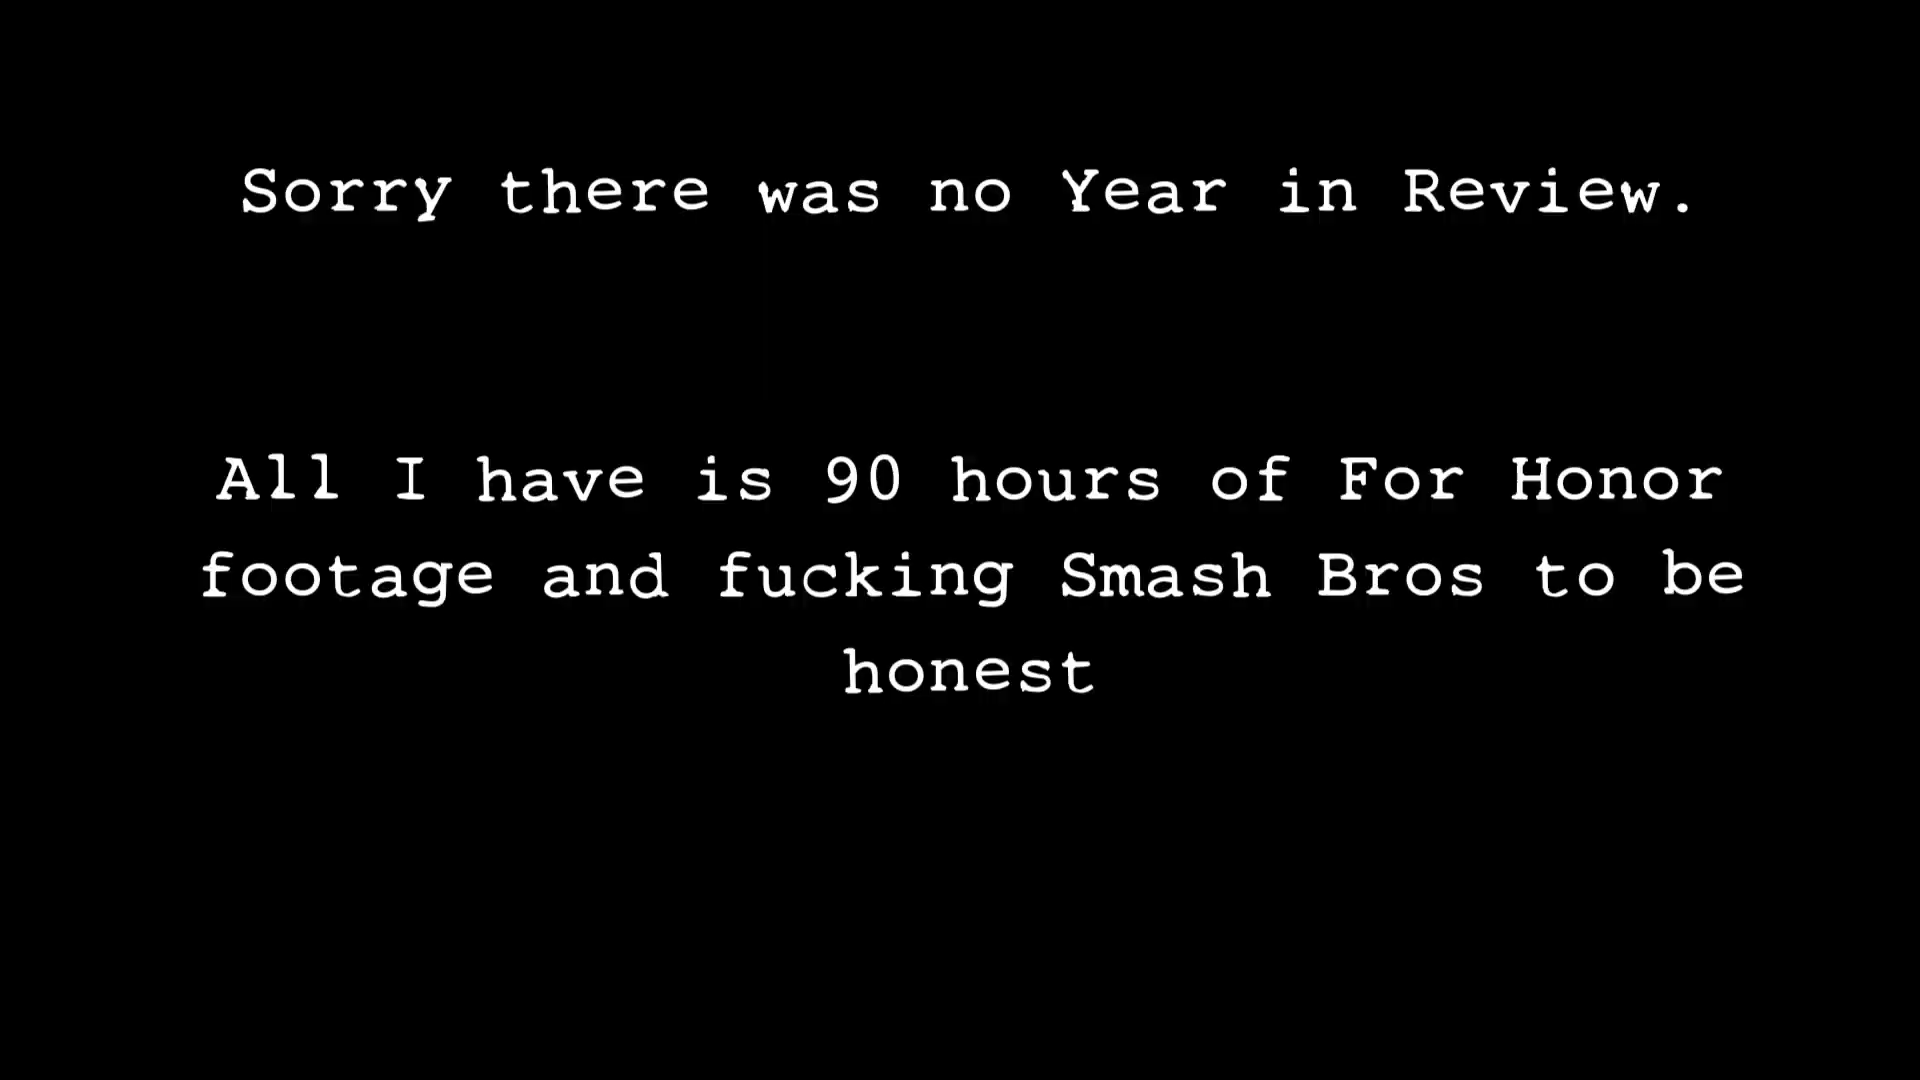 Sorry there was no Year in Review.
All I have is 90 hours of For Honor
footage and fucking Smash Bros to be
honest